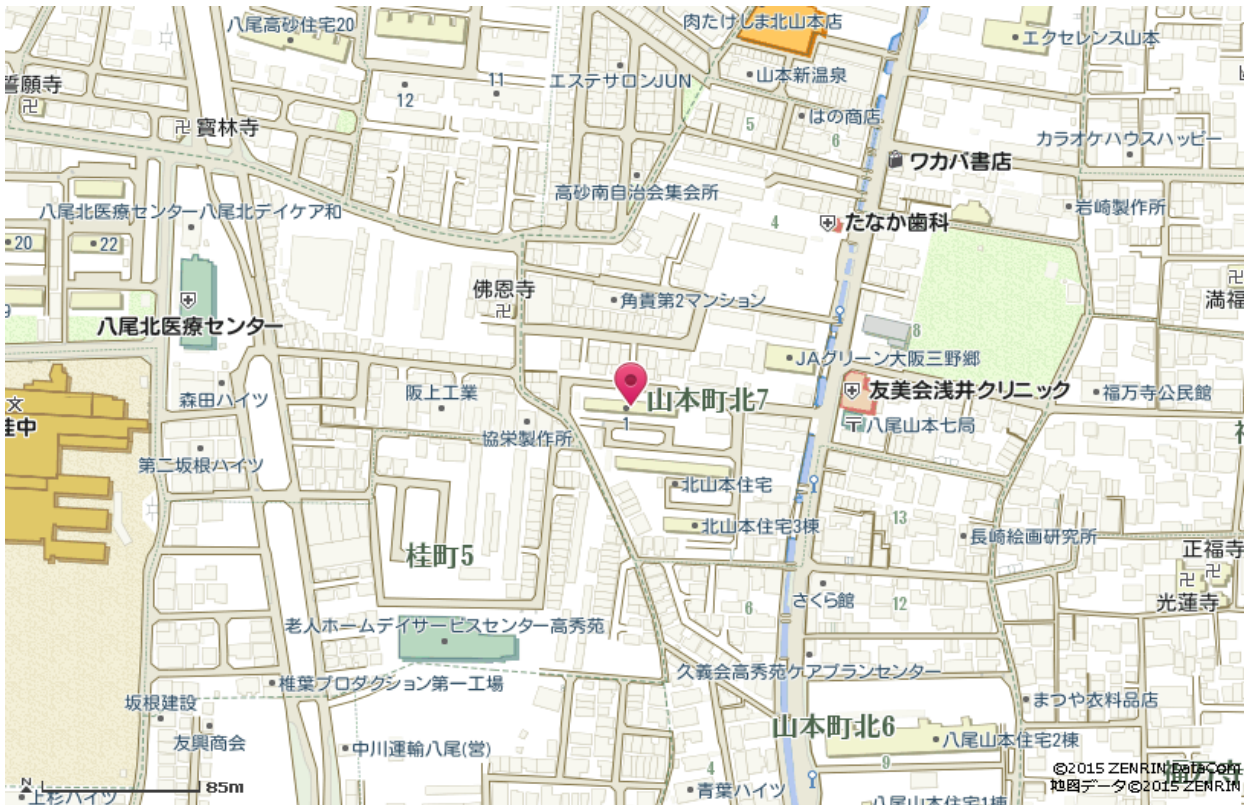 八尾高砂住宅20
肉たけしま北山本店
エクセレンス山本
誓願寺
エステサロンJUN
山本新温泉
11
12
寶林寺
5
はの商店
6
カラオケハウスハッピー
ワカバ書店
高砂南自治会集会所
八尾北医療センター八尾北デイケア和
岩崎製作所
4
たなか歯科
20
22
満福
佛恩寺
角貴第2マンション
9
八尾北医療センター
8
JAグリーン大阪三野郷
友美会浅井クリニック
福万寺公民館
山本町北7
阪上工業
森田ハイツ
文
桂中
1
八尾山本七局
協栄製作所
第二坂根ハイツ
北山本住宅
13
北山本住宅3棟
長崎絵画研究所
桂町5
正福寺
さくら館
光蓮寺
6
12
老人ホームデイサービスセンター高秀苑
久義会高秀苑ケアプランセンター
椎葉プロダクション第一工場
まつや衣料品店
坂根建設
山本町北6
友興商会
中川運輸八尾(営)
八尾山本住宅2棟
4
9
©2015 ZENRIN DataCom
地図データ©2015 ZENRIN
N
85m
上杉ハイツ
青葉ハイツ
八尾山本住宅1棟